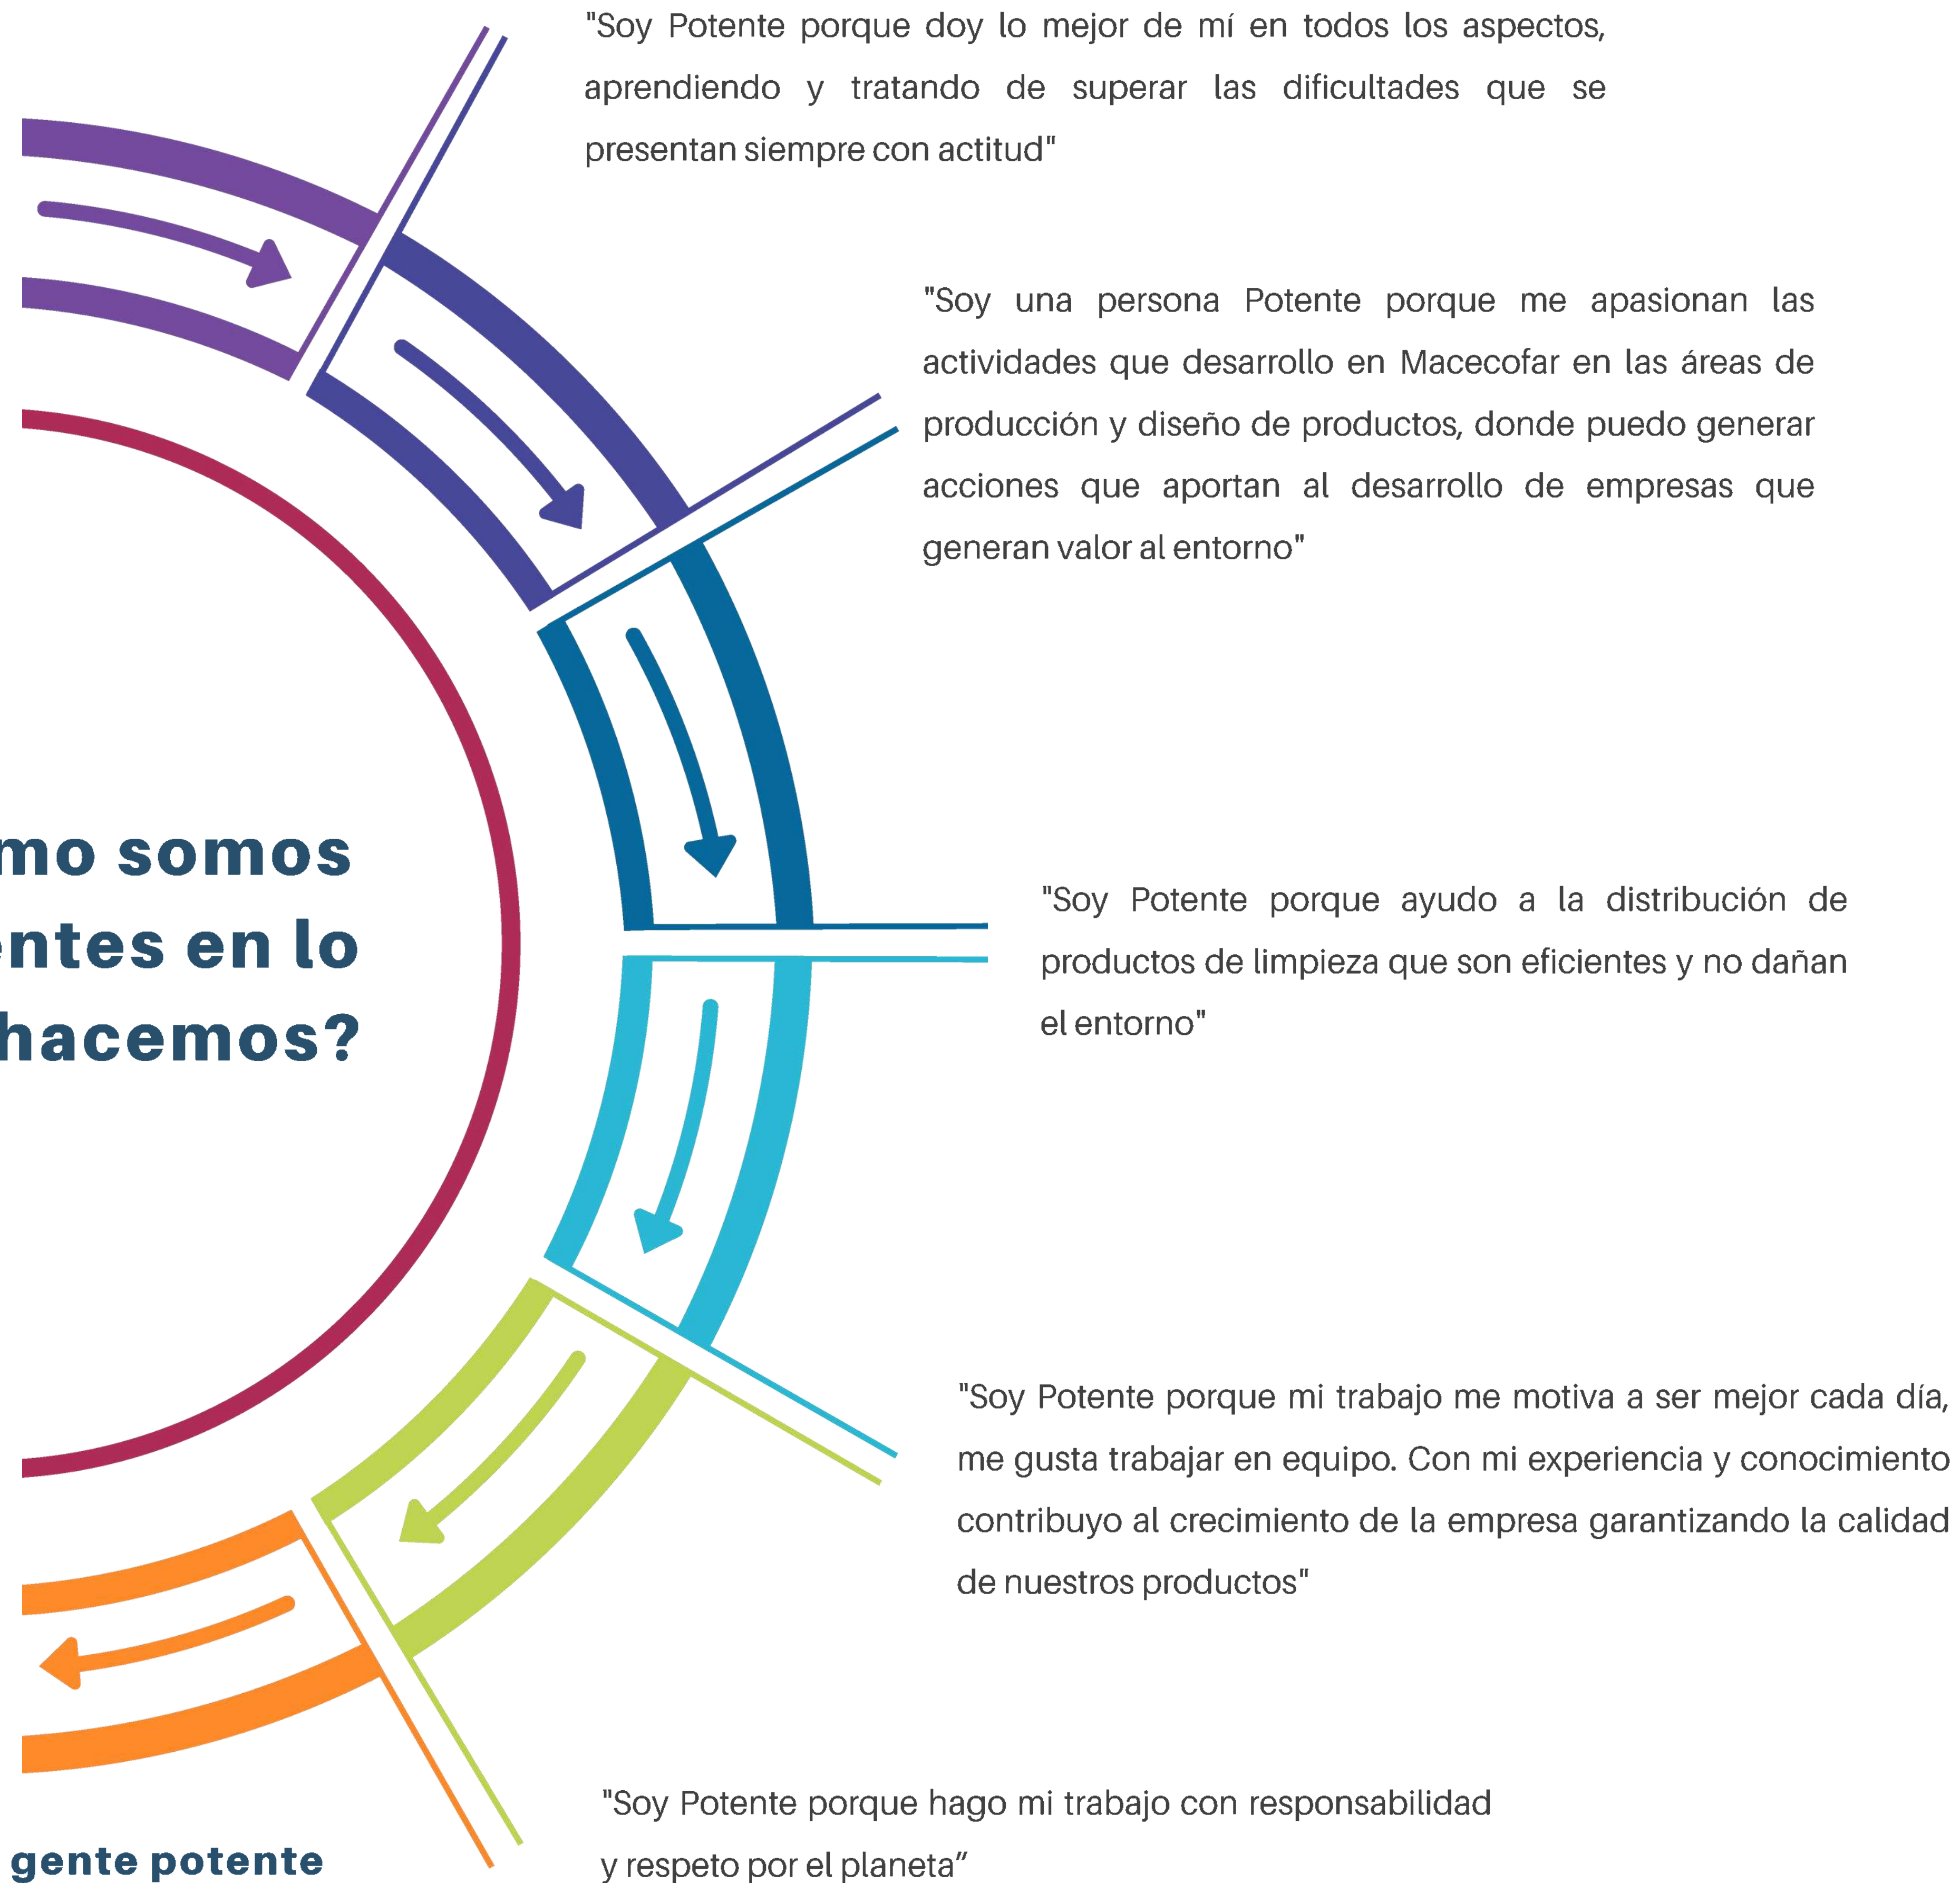 "Soy Potente porque doy lo mejor de mí en todos los aspectos,
aprendiendo y tratando de superar las dificultades que se
presentan siempre con actitud"
"Soy una persona Potente porque me apasionan las
actividades que desarrollo en Macecofar en las áreas de
producción y diseño de productos, donde puedo generar
acciones que aportan al desarrollo de empresas que
generan valor al entorno"
mo somos
entes en lo
hacemos?
"Soy Potente porque ayudo a la distribución de
productos de limpieza que son eficientes y no dañan
el entorno"
"Soy Potente porque mi trabajo me motiva a ser mejor cada día,
me gusta trabajar en equipo. Con mi experiencia y conocimiento
contribuyo al crecimiento de la empresa garantizando la calidad
de nuestros productos"
"Soy Potente porque hago mi trabajo con responsabilidad
y respeto por el planeta”
gente potente